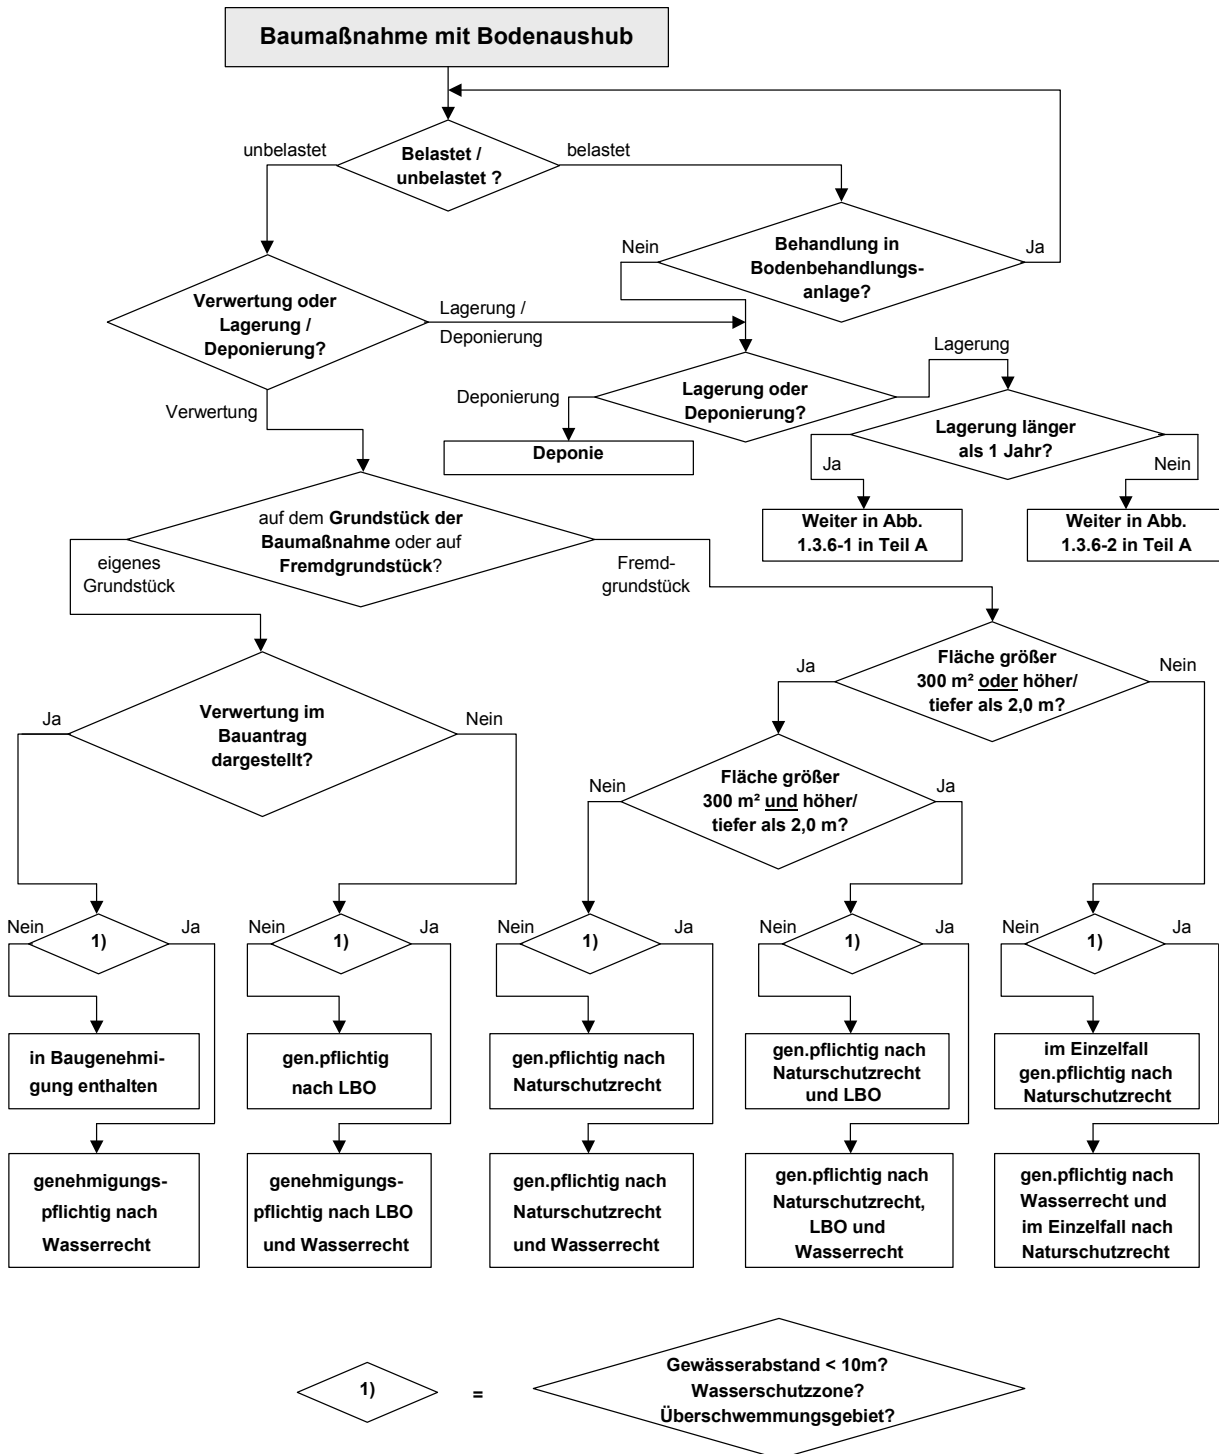 Baumaßnahme mit Bodenaushub
unbelastet
Belastet /
unbelastet ?
belastet
Nein
Behandlung in
Bodenbehandlungs-
anlage?
Ja
Verwertung oder
Lagerung /
Deponierung?
Lagerung /
Deponierung
Verwertung
Deponierung
Lagerung oder
Deponierung?
Lagerung
Lagerung länger
als 1 Jahr?
Deponie
Ja
Nein
Weiter in Abb.
1.3.6-1 in Teil A
Weiter in Abb.
1.3.6-2 in Teil A
auf dem Grundstück der
Baumaßnahme oder auf
Fremdgrundstück?
eigenes
Grundstück
Fremd-
grundstück
Ja
Fläche größer
300 m² oder höher/
tiefer als 2,0 m?
Nein
Ja
Verwertung im
Bauantrag
dargestellt?
Nein
Nein
Fläche größer
300 m² und höher/
tiefer als 2,0 m?
Ja
Nein
1)
Ja
Nein
1)
Ja
Nein
1)
Ja
Nein
1)
Ja
Nein
1)
Ja
in Baugenehmi-
gung enthalten
gen.pflichtig
nach LBO
gen.pflichtig nach
Naturschutzrecht
gen.pflichtig nach
Naturschutzrecht
und LBO
im Einzelfall
gen.pflichtig nach
Naturschutzrecht
genehmigungs-
pflichtig nach
Wasserrecht
genehmigungs-
pflichtig nach LBO
und Wasserrecht
gen.pflichtig nach
Naturschutzrecht
und Wasserrecht
gen.pflichtig nach
Naturschutzrecht,
LBO und
Wasserrecht
gen.pflichtig nach
Wasserrecht und
im Einzelfall nach
Naturschutzrecht
1)
=
Gewässerabstand < 10m?
Wasserschutzzone?
Überschwemmungsgebiet?